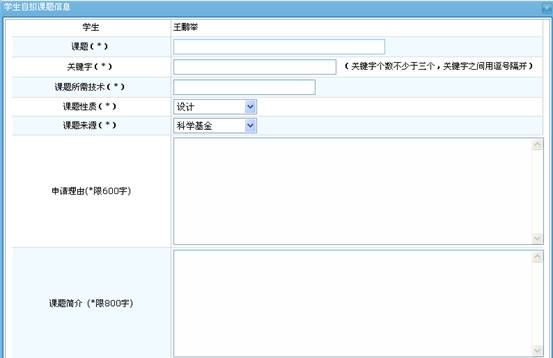 学生自拟课题信息
学生 王鹏举
课题(*)
关键字(*) (关键字个数不少于三个,关键字之间用逗号隔开)
课题所需技术(*)
课题性质(*) 设计
课题来源(*) 科学基金
申请理由(*限600字)
课题简介 (*限800字)